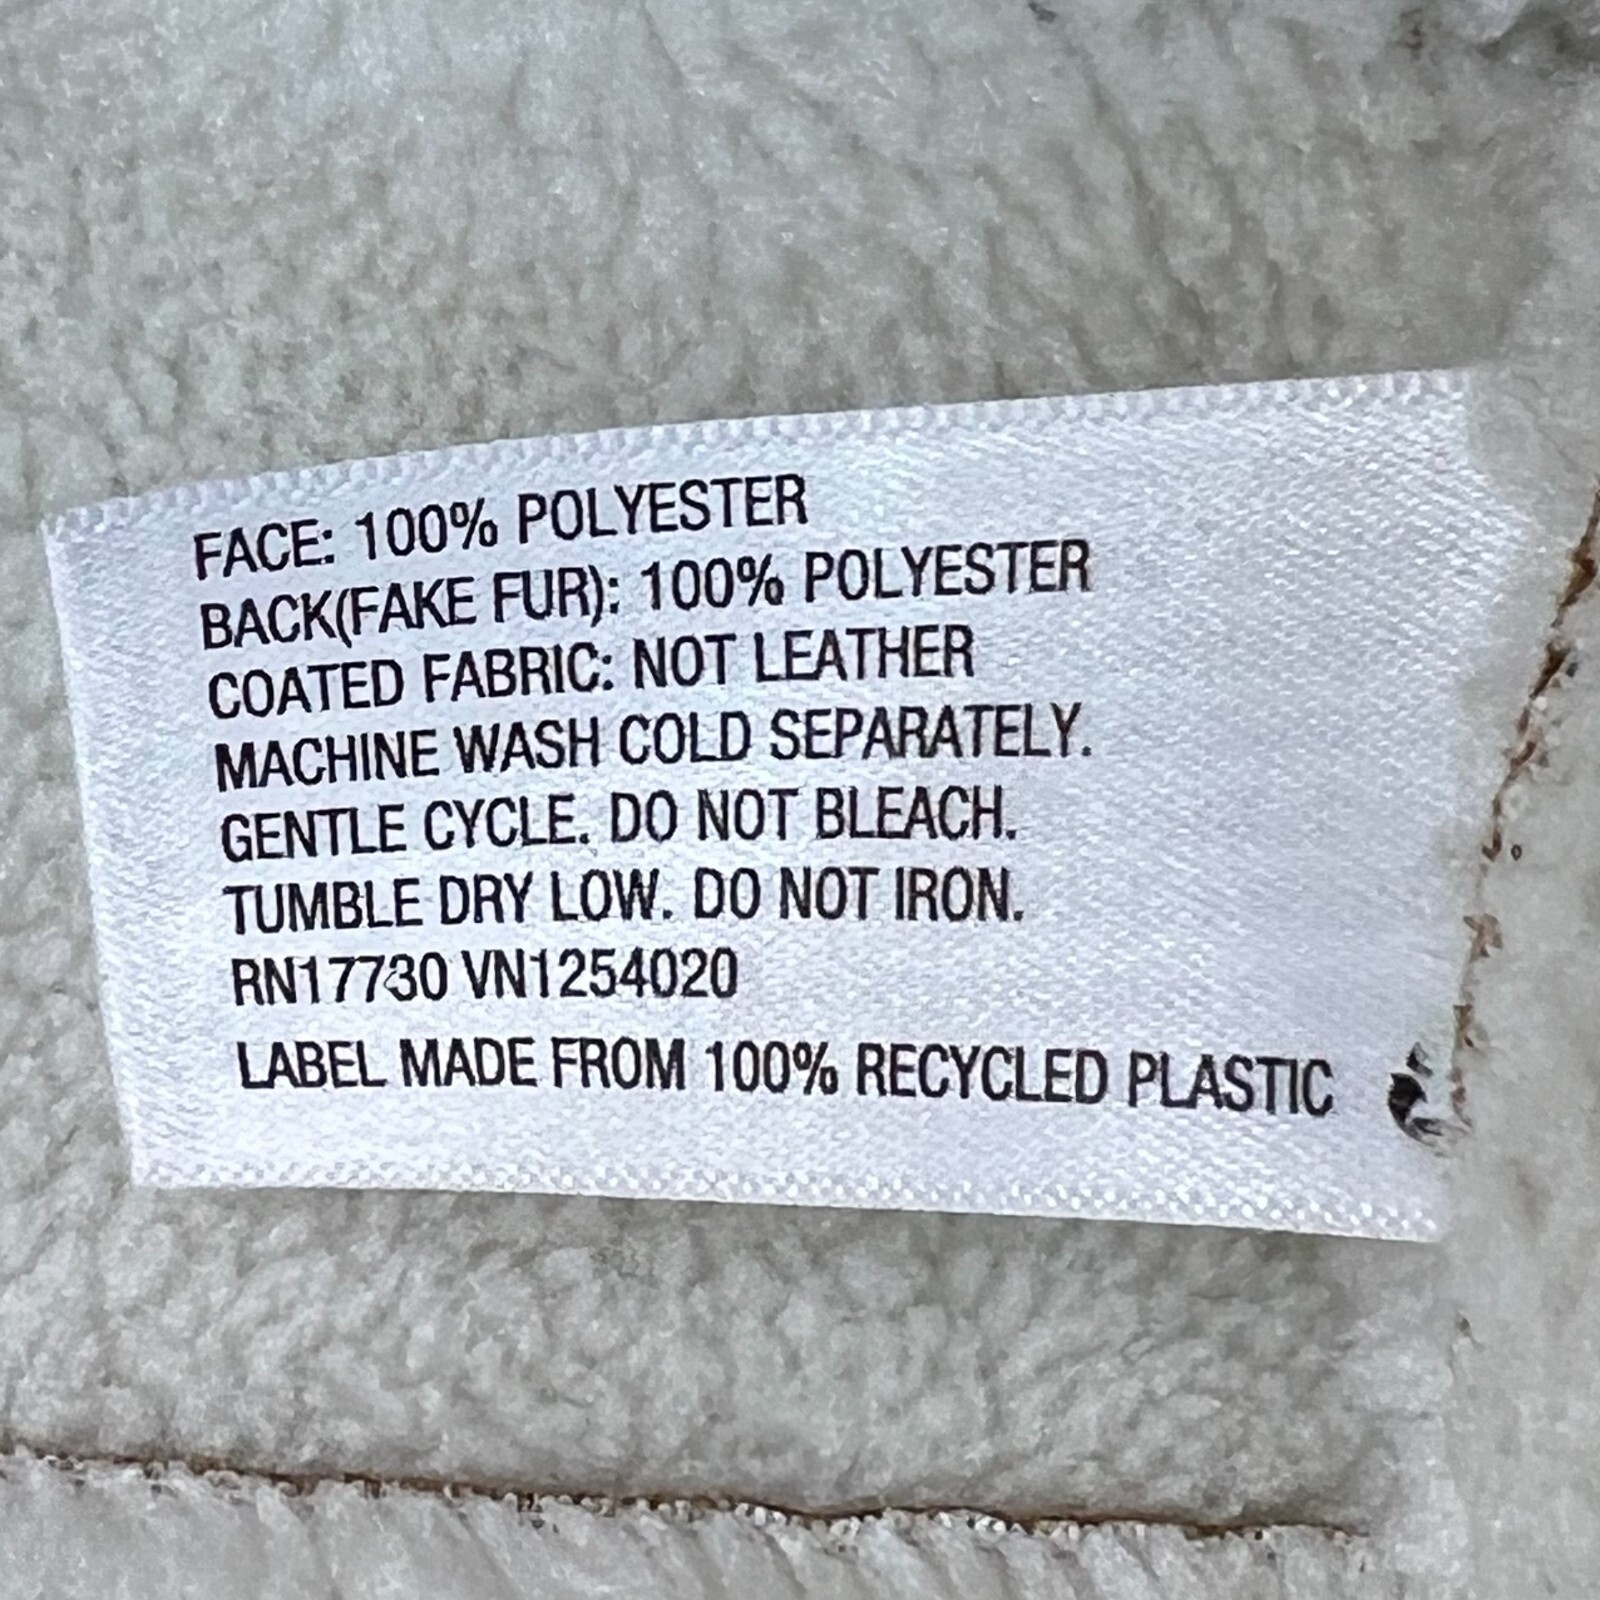 FACE: 100% POLYESTER
BACK(FAKE FUR): 100% POLYESTER
COATED FABRIC: NOT LEATHER
MACHINE WASH COLD SEPARATELY.
GENTLE CYCLE. DO NOT BLEACH.
TUMBLE DRY LOW. DO NOT IRON.
RN17730 VN1254020
LABEL MADE FROM 100% RECYCLED PLASTIC